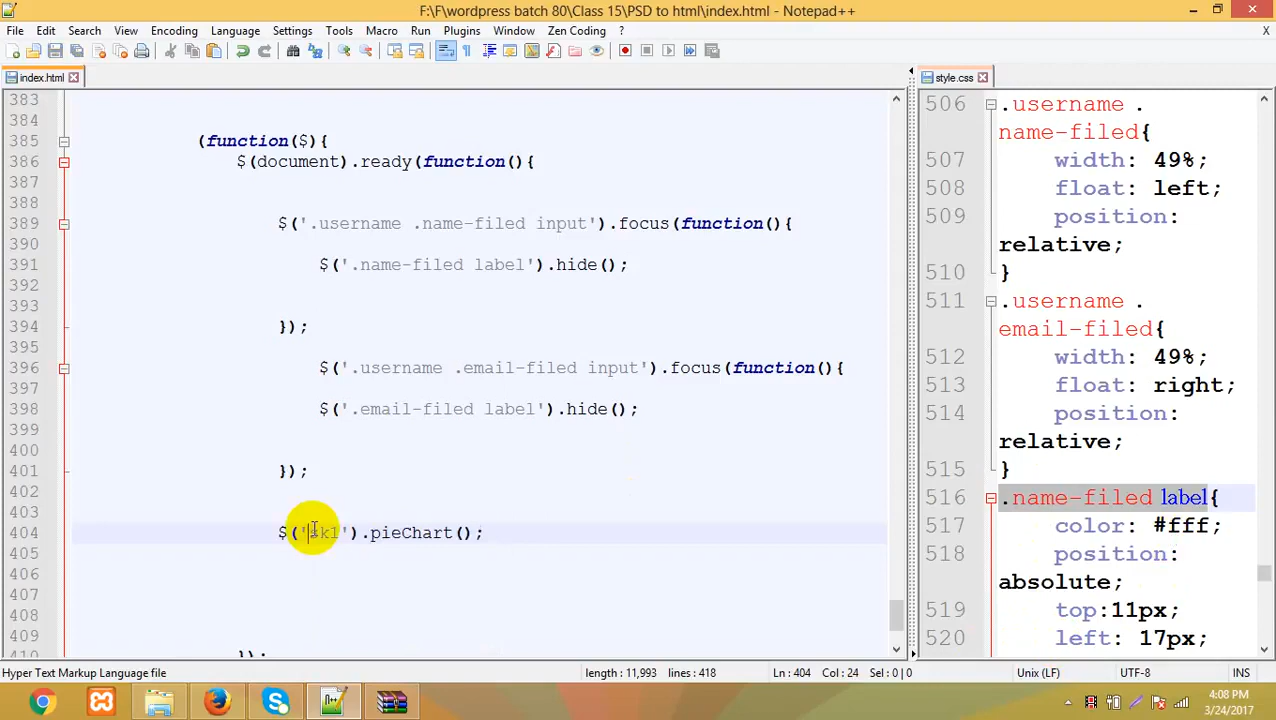 F:\F\wordpress batch 80\Class 15\PSD to html\index.html - Notepad++
File Edit Search View Encoding Language Settings Tools Macro Run Plugins Window Zen Coding ? X
index.html
383
384
385 (function($){
386 $(document).ready(function(){
387
388
389 $('.username .name-filed input').focus(function(){
390
391 $('.name-filed label').hide();
392
393
394 });
395
396 $('.username .email-filed input').focus(function(){
397
398 $('.email-filed label').hide();
399
400
401 });
402
403
404 $('sk1').pieChart();
405
406
407
408
409
410 });
style.css
506 .username .
name-filed{
507 width: 49%;
508 float: left;
509 position:
relative;
510 }
511 .username .
email-filed{
512 width: 49%;
513 float: right;
514 position:
relative;
515 }
516 .name-filed label{
517 color: #fff;
518 position:
absolute;
519 top:11px;
520 left: 17px;
Hyper Text Markup Language file length : 11,993 lines : 418 Ln : 404 Col : 24 Sel : 0 | 0 Unix (LF) UTF-8 INS
4:08 PM
3/24/2017